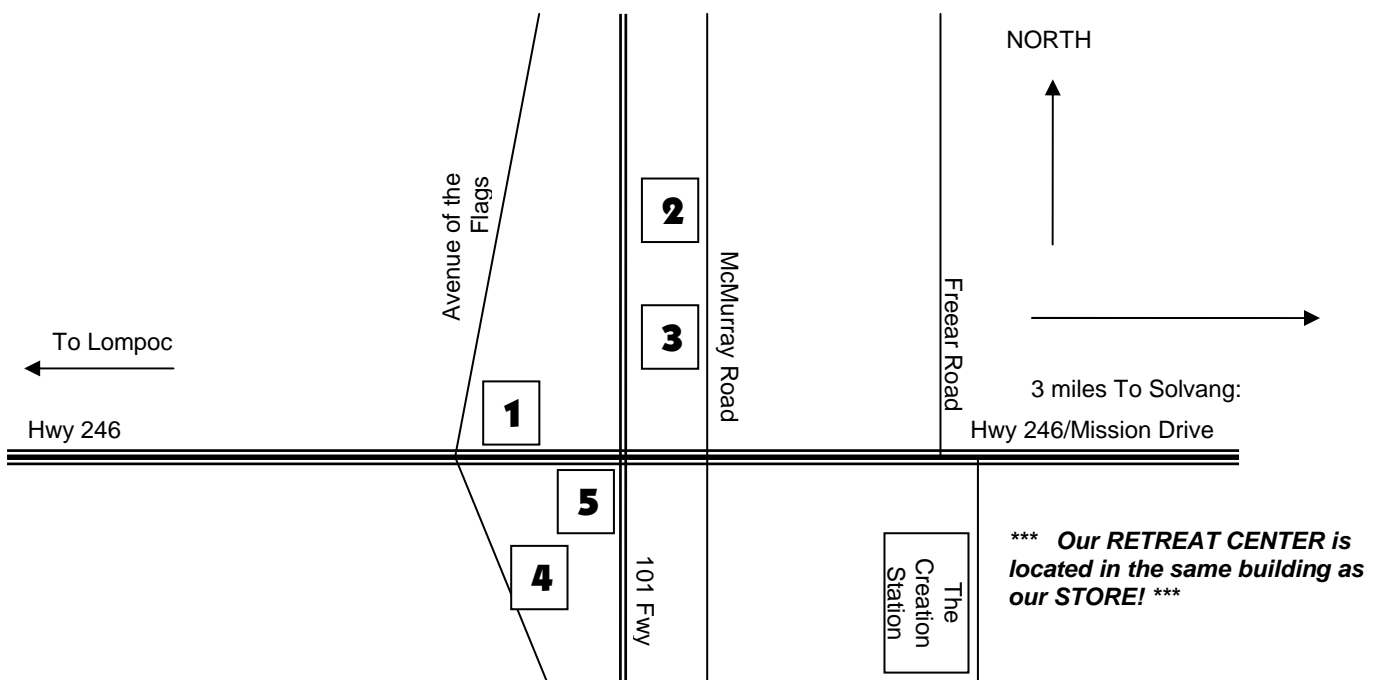 NORTH
Avenue of the
Flags
2
McMurray Road
Freear Road
3
To Lompoc
3 miles To Solvang:
1
Hwy 246
Hwy 246/Mission Drive
5
4
101 Fwy
The
Creation
Station
*** Our RETREAT CENTER is
located in the same building as
our STORE! ***